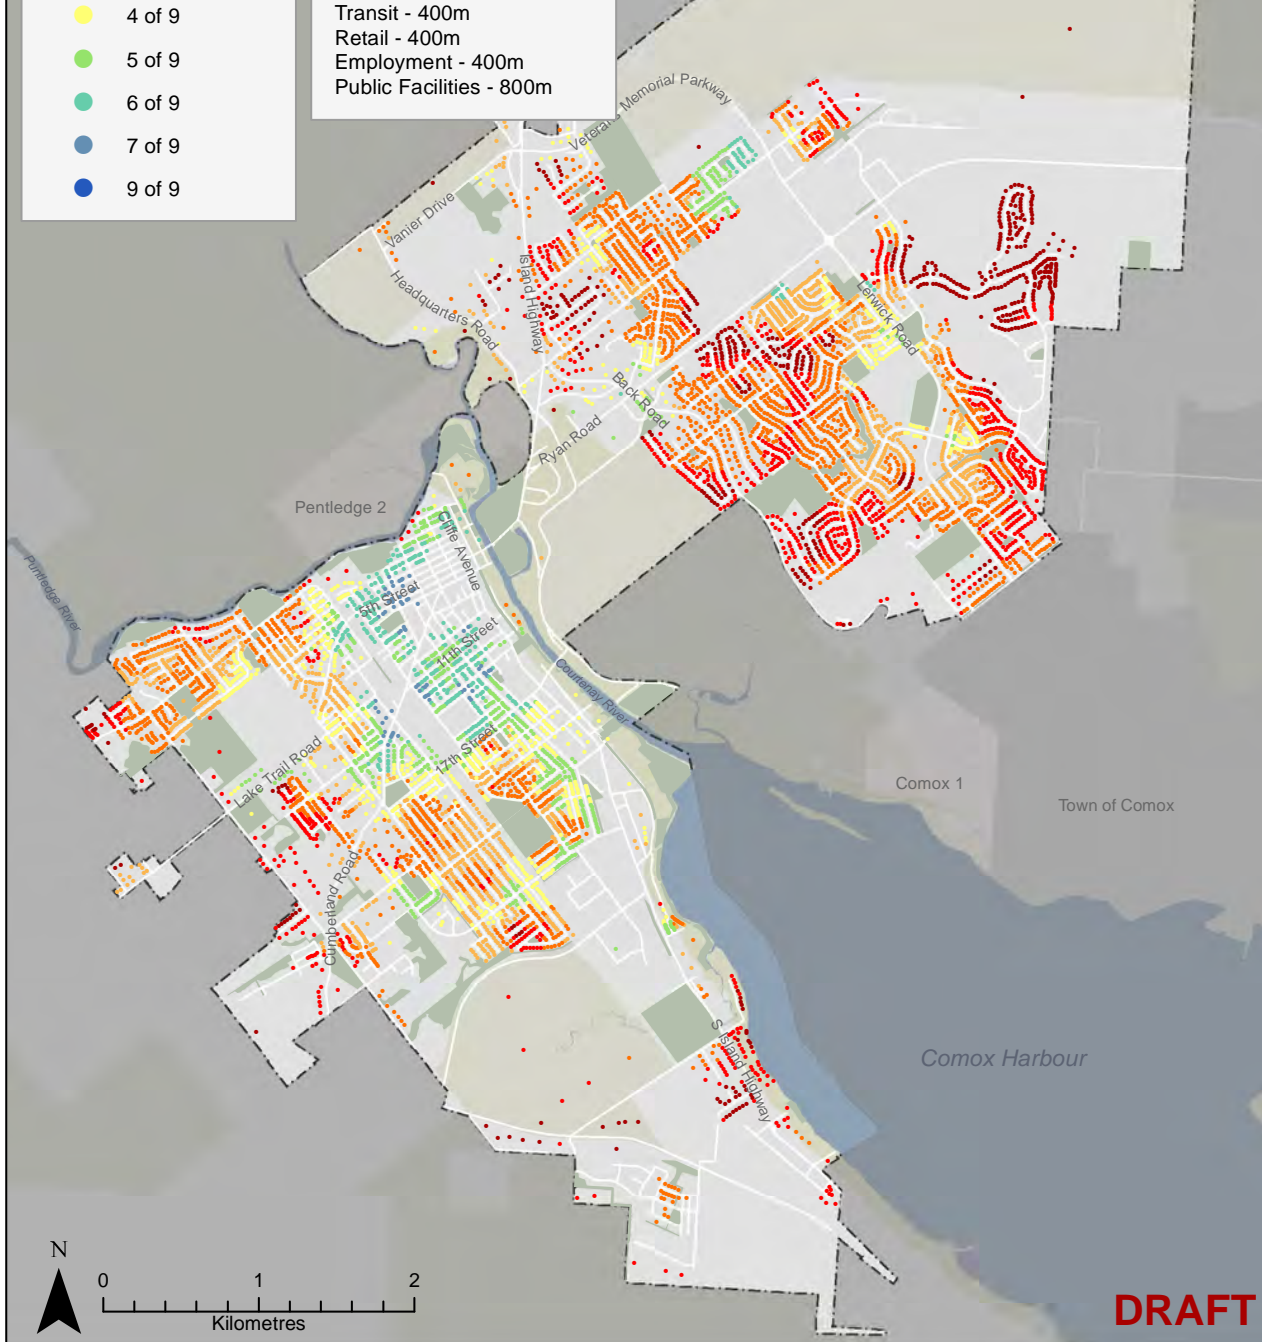 4 of 9
5 of 9
6 of 9
7 of 9
9 of 9
Transit - 400m
Retail - 400m
Employment - 400m
Public Facilities - 800m
Veterans Memorial Parkway
Vanier Drive
Headquarters Road
Island Highway
Lerwick Road
Back Road
Ryan Road
Pentledge 2
Cliffe Avenue
Puntledge River
5th Street
11th Street
Courtenay River
17th Street
Lake Trail Road
Comox 1
Town of Comox
Cumberland Road
S Island Highway
Comox Harbour
N
0 1 2
Kilometres
DRAFT